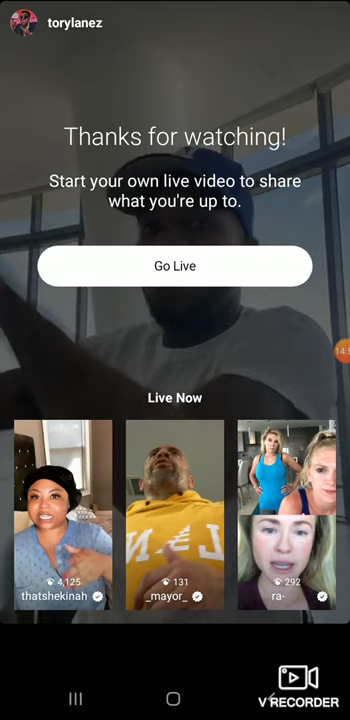 torylanez
Thanks for watching!
Start your own live video to share
what you're up to.
Go Live
Live Now
4,125
thatshekinah
131
_mayor_
292
ra-
V RECORDER